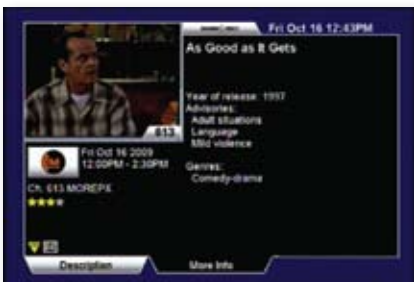 Fri Oct 16 12:43PM
As Good as It Gets
Year of release: 1997
Advisories:
Adult situations
Language
Mild violence
Genres:
Comedy-drama
613
Fri Oct 16 2009
12:00PM - 2:30PM
Ch. 613 MOREPIX
Description
More Info